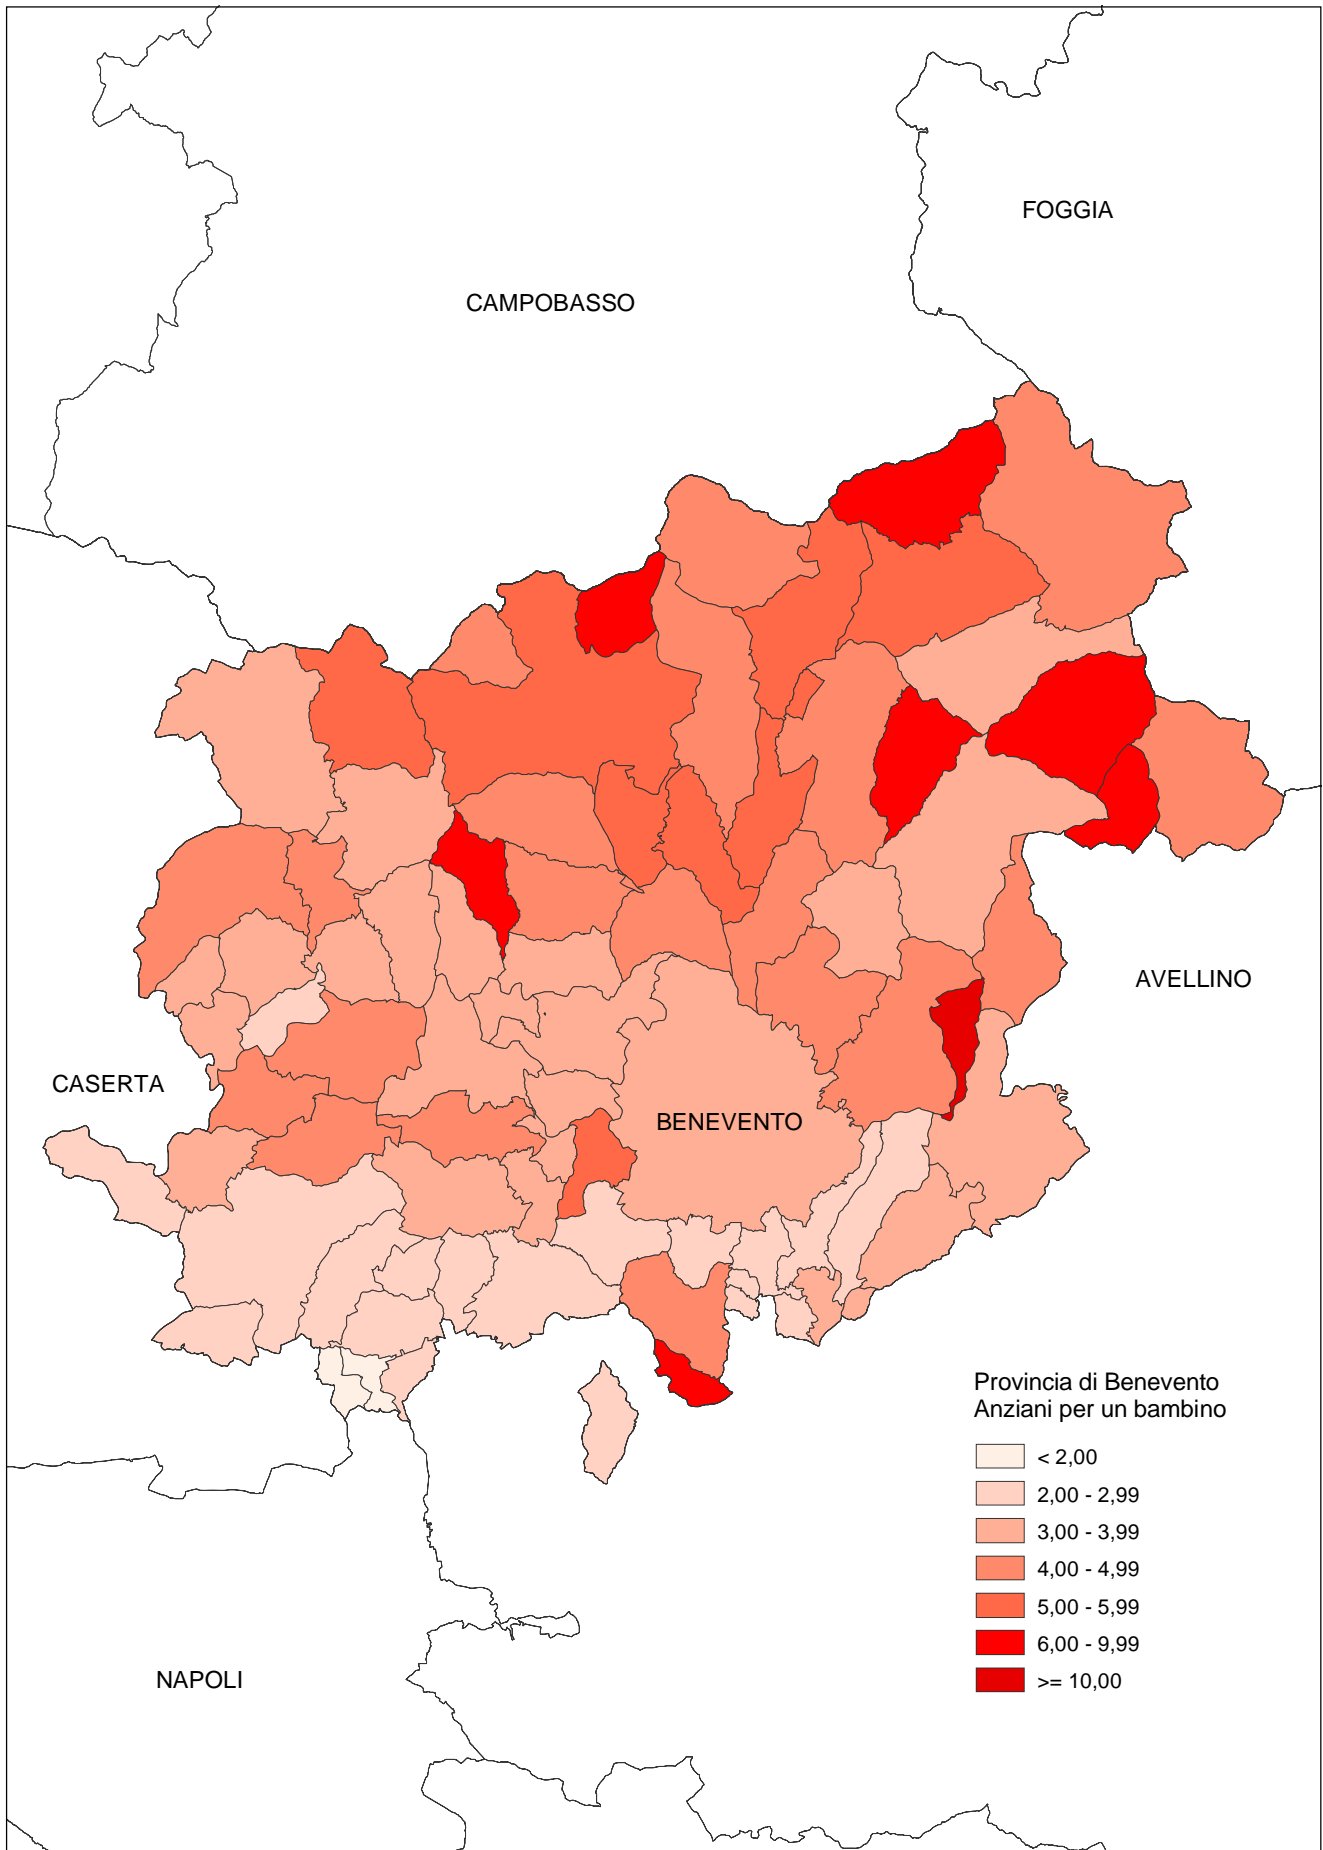 FOGGIA
CAMPOBASSO
AVELLINO
CASERTA
BENEVENTO
Provincia di Benevento
Anziani per un bambino
< 2,00
2,00 - 2,99
3,00 - 3,99
4,00 - 4,99
5,00 - 5,99
6,00 - 9,99
>= 10,00
NAPOLI